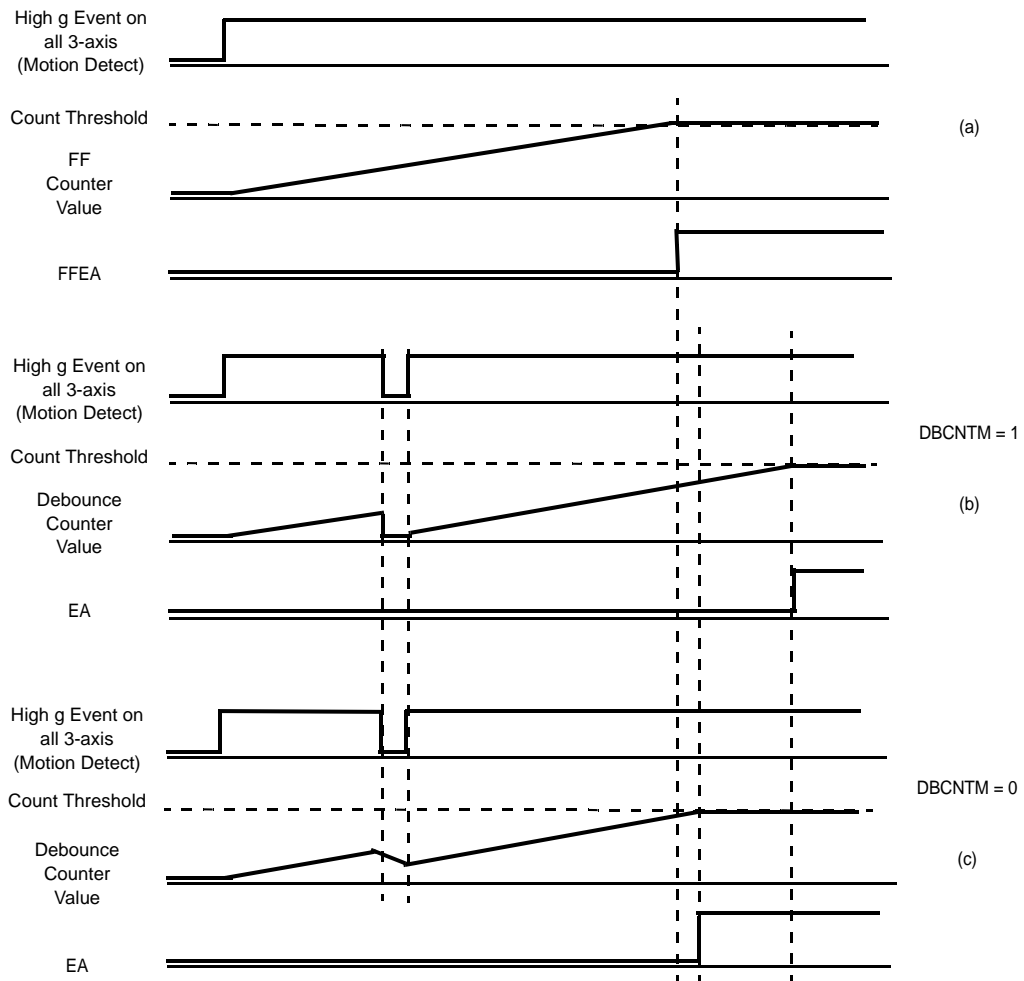 High g Event on
all 3-axis
(Motion Detect)
Count Threshold
(a)
FF
Counter
Value
FFEA
High g Event on
all 3-axis
(Motion Detect)
DBCNTM = 1
Count Threshold
Debounce
Counter
Value
(b)
EA
High g Event on
all 3-axis
(Motion Detect)
DBCNTM = 0
Count Threshold
Debounce
Counter
Value
(c)
EA